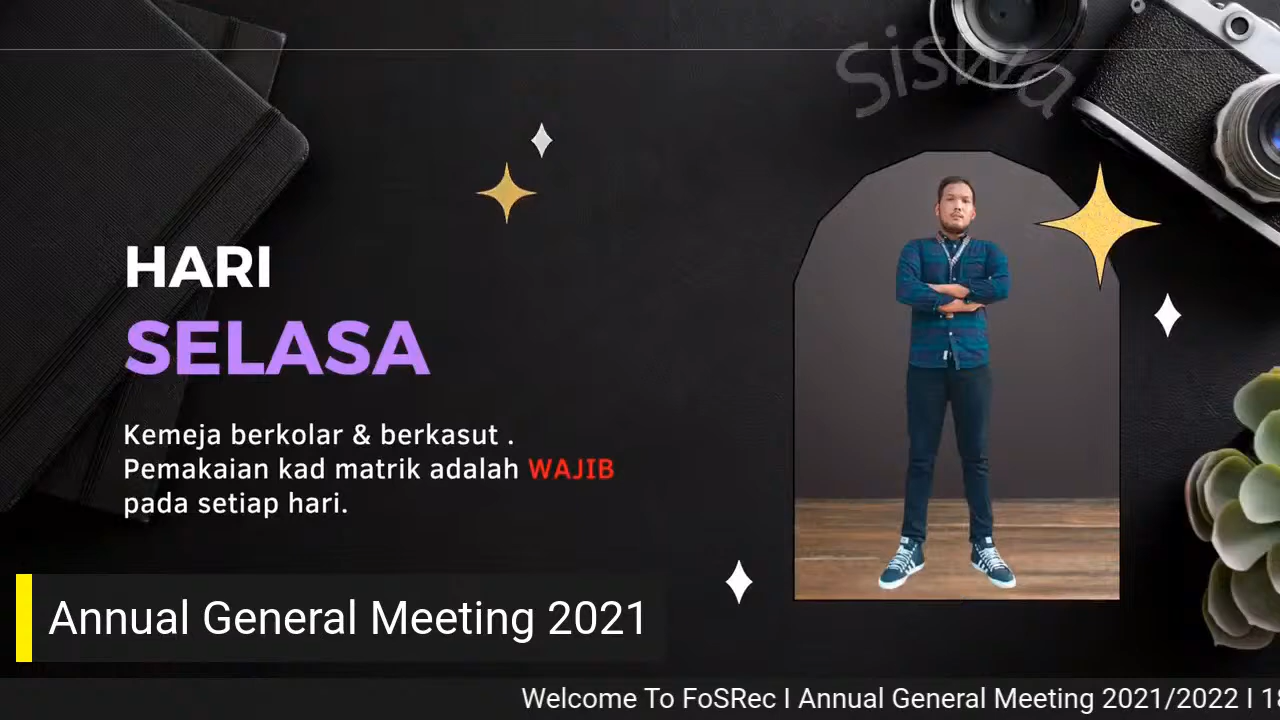 Siswa
HARI
SELASA
Kemeja berkolar & berkasut .
Pemakaian kad matrik adalah WAJIB
pada setiap hari.
Annual General Meeting 2021
Welcome To FoSRec I Annual General Meeting 2021/2022 I